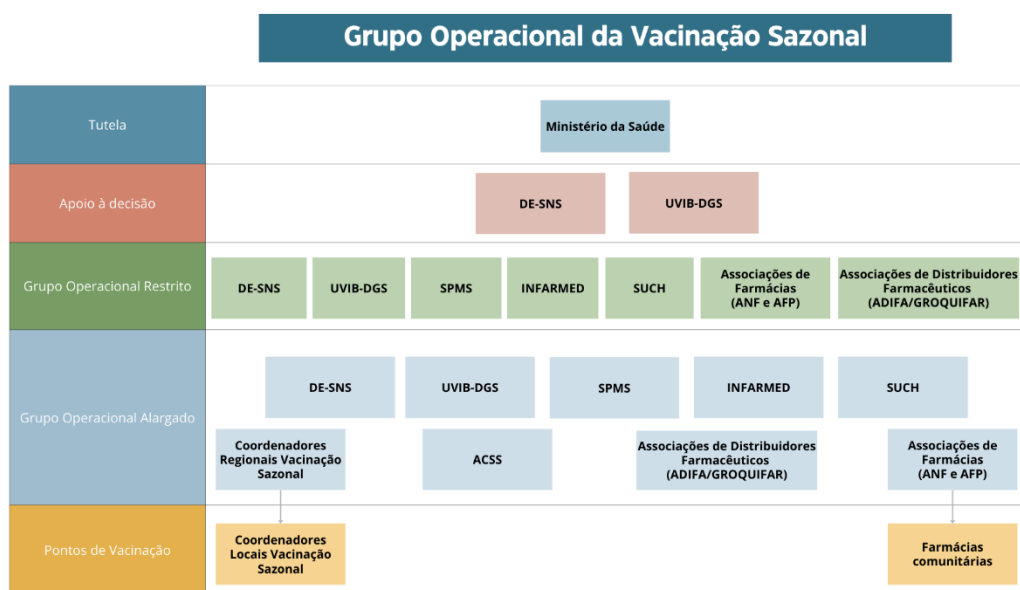 Grupo Operacional da Vacinação Sazonal
Tutela
Ministério da Saúde
Apoio à decisão
DE-SNS
UVIB-DGS
Grupo Operacional Restrito
DE-SNS
UVIB-DGS
SPMS
INFARMED
SUCH
Associações de
Farmácias
(ANF e AFP)
Associações de Distribuidores
Farmacêuticos
(ADIFA/GROQUIFAR)
Grupo Operacional Alargado
DE-SNS
UVIB-DGS
SPMS
INFARMED
SUCH
Coordenadores
Regionais Vacinação
Sazonal
ACSS
Associações de Distribuidores
Farmacêuticos
(ADIFA/GROQUIFAR)
Associações de
Farmácias
(ANF e AFP)
Pontos de Vacinação
Coordenadores
Locais Vacinação
Sazonal
Farmácias
comunitárias